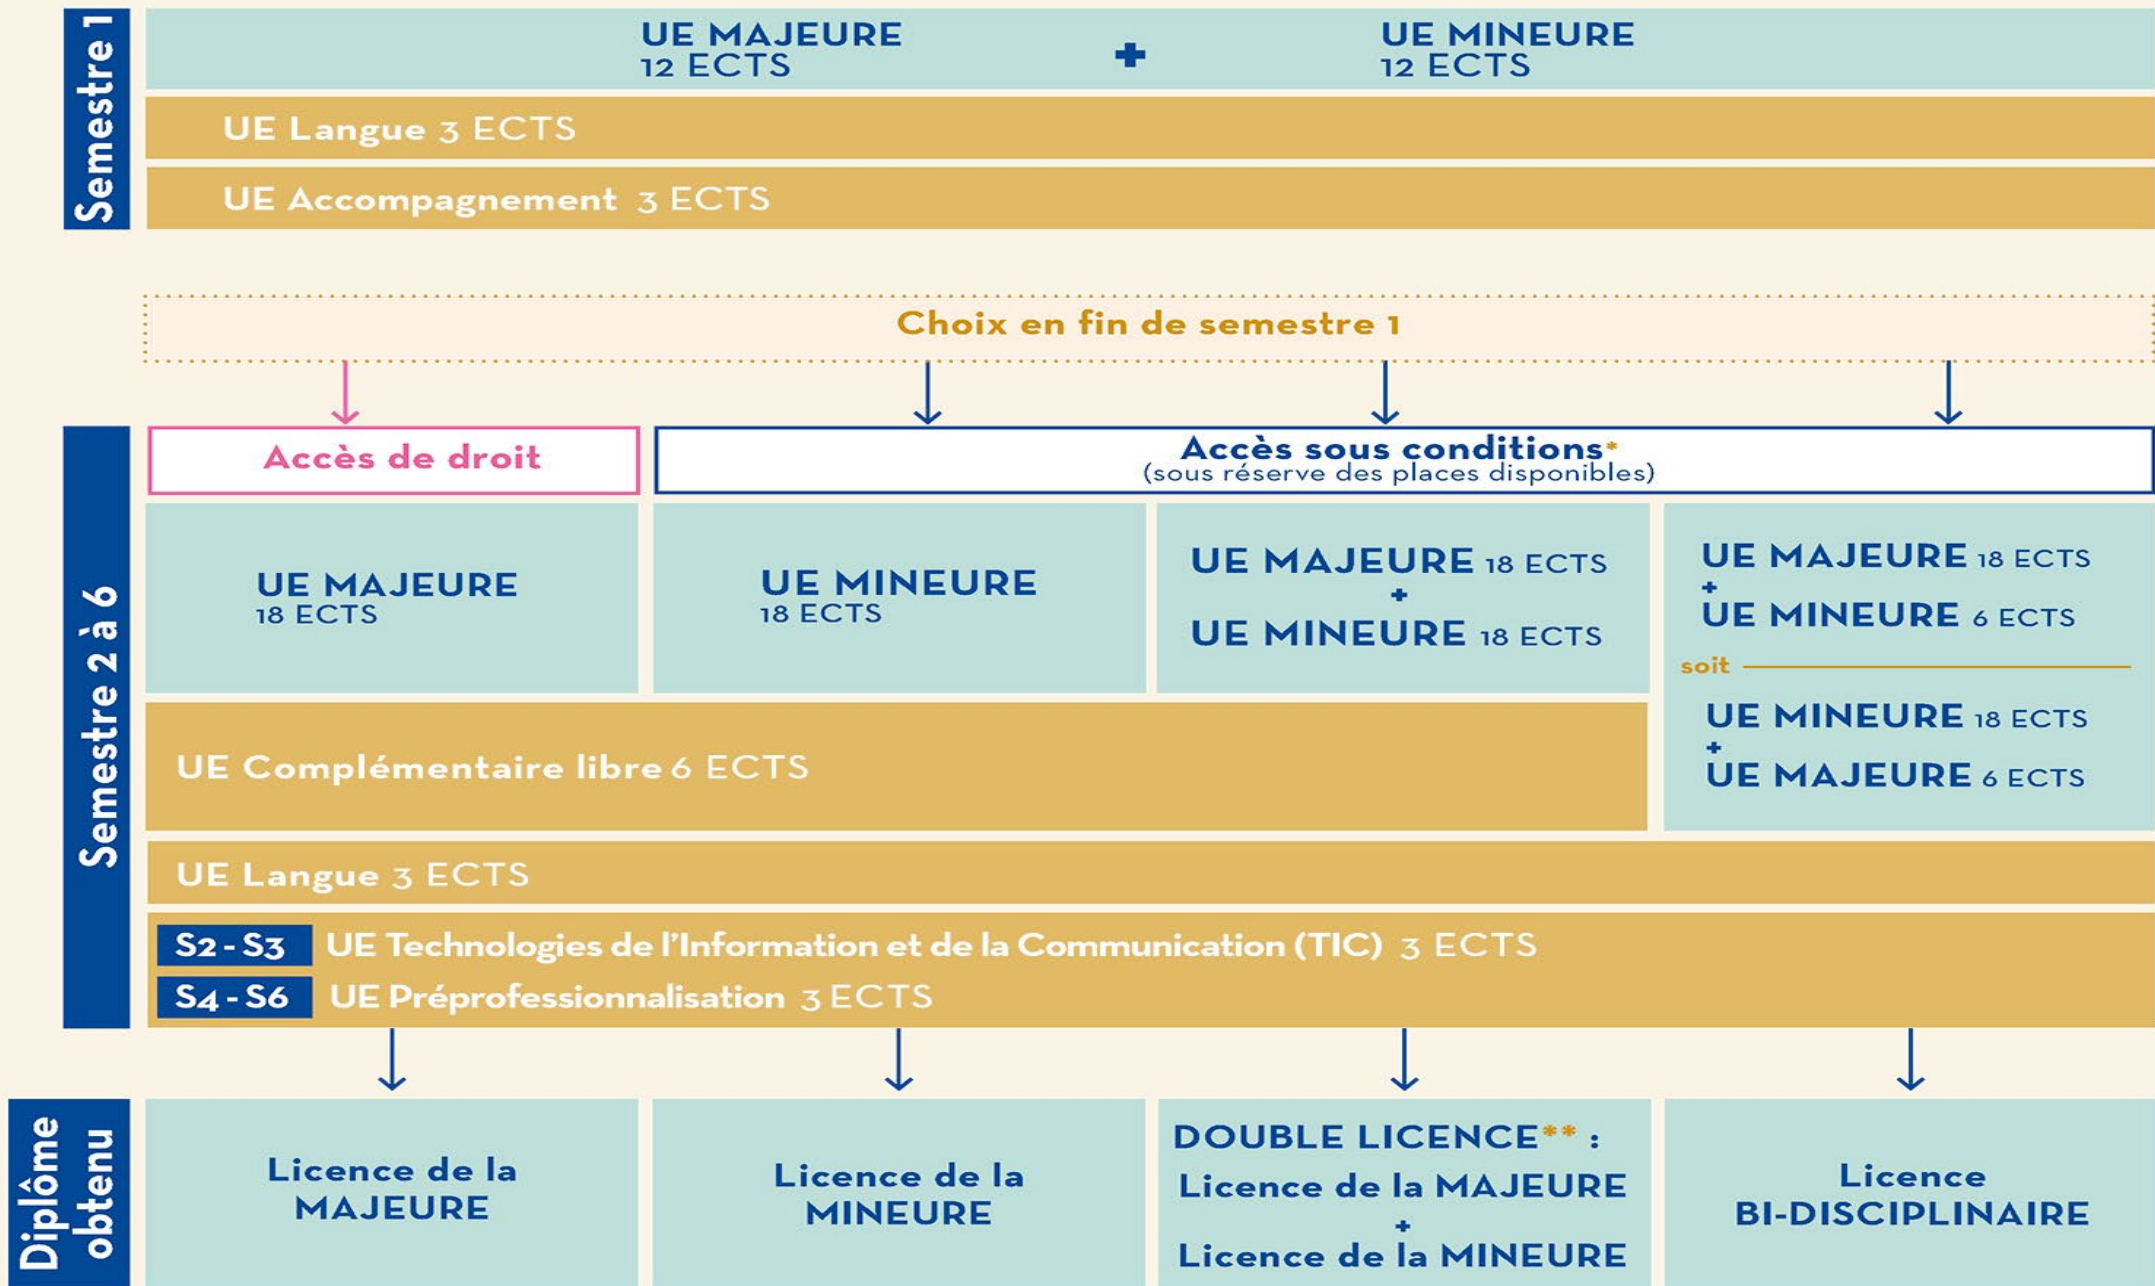 Semestre 1
UE MAJEURE
12 ECTS
+
UE MINEURE
12 ECTS
UE Langue 3 ECTS
UE Accompagnement 3 ECTS
Choix en fin de semestre 1
Semestre 2 à 6
Accès de droit
Accès sous conditions*
(sous réserve des places disponibles)
UE MAJEURE
18 ECTS
UE MINEURE
18 ECTS
UE MAJEURE 18 ECTS
+
UE MINEURE 18 ECTS
UE MAJEURE 18 ECTS
+
UE MINEURE 6 ECTS
soit
UE MINEURE 18 ECTS
+
UE MAJEURE 6 ECTS
UE Complémentaire libre 6 ECTS
UE Langue 3 ECTS
S2 - S3 UE Technologies de l'Information et de la Communication (TIC) 3 ECTS
S4 - S6 UE Préprofessionnalisation 3 ECTS
Diplôme
obtenu
Licence de la
MAJEURE
Licence de la
MINEURE
DOUBLE LICENCE** :
Licence de la MAJEURE
+
Licence de la MINEURE
Licence
BI-DISCIPLINAIRE